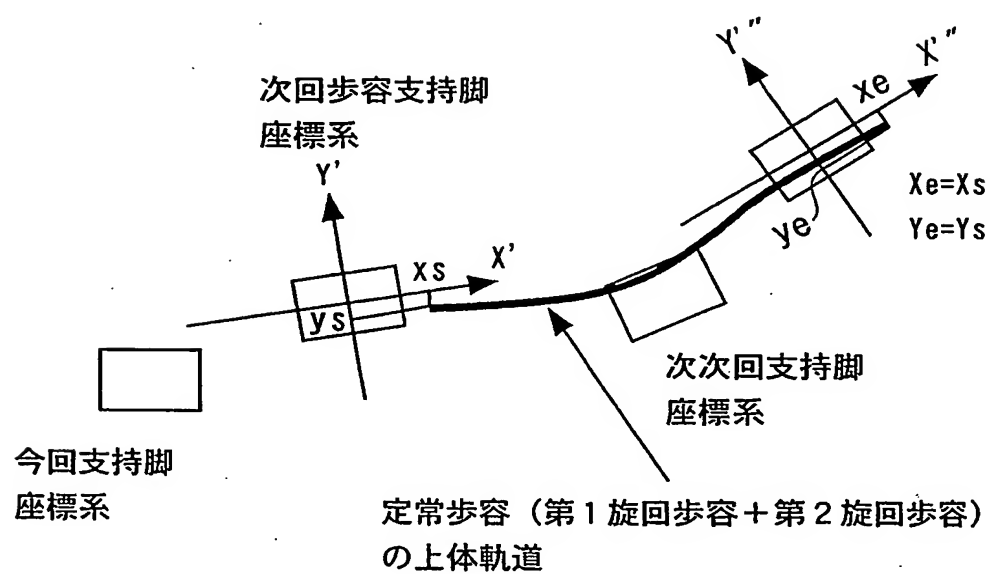 次回歩容支持脚
座標系
Y'
X'
xs
ys
Y'"
X'"
xe
ye
Xe=Xs
Ye=Ys
次次回支持脚
座標系
今回支持脚
座標系
定常歩容（第１旋回歩容＋第２旋回歩容）
の上体軌道